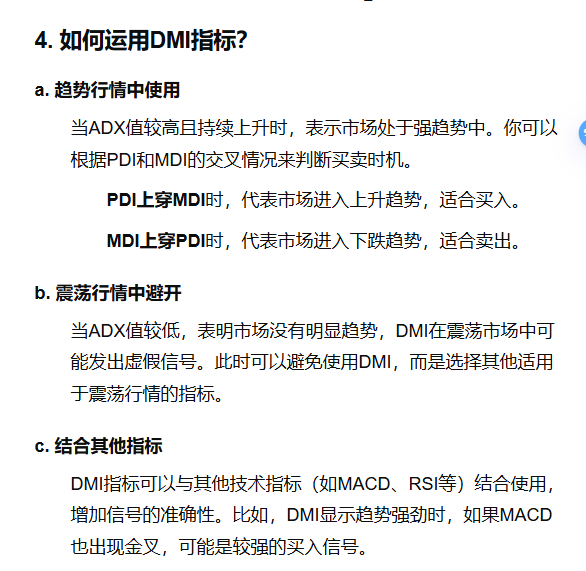 4. 如何运用DMI指标?
a. 趋势行情中使用
当ADX值较高且持续上升时，表示市场处于强趋势中。你可以
根据PDI和MDI的交叉情况来判断买卖时机。
PDI上穿MDI时，代表市场进入上升趋势，适合买入。
MDI上穿PDI时，代表市场进入下跌趋势，适合卖出。
b. 震荡行情中避开
当ADX值较低，表明市场没有明显趋势，DMI在震荡市场中可
能发出虚假信号。此时可以避免使用DMI，而是选择其他适用
于震荡行情的指标。
c. 结合其他指标
DMI指标可以与其他技术指标（如MACD、RSI等）结合使用，
增加信号的准确性。比如，DMI显示趋势强劲时，如果MACD
也出现金叉，可能是较强的买入信号。